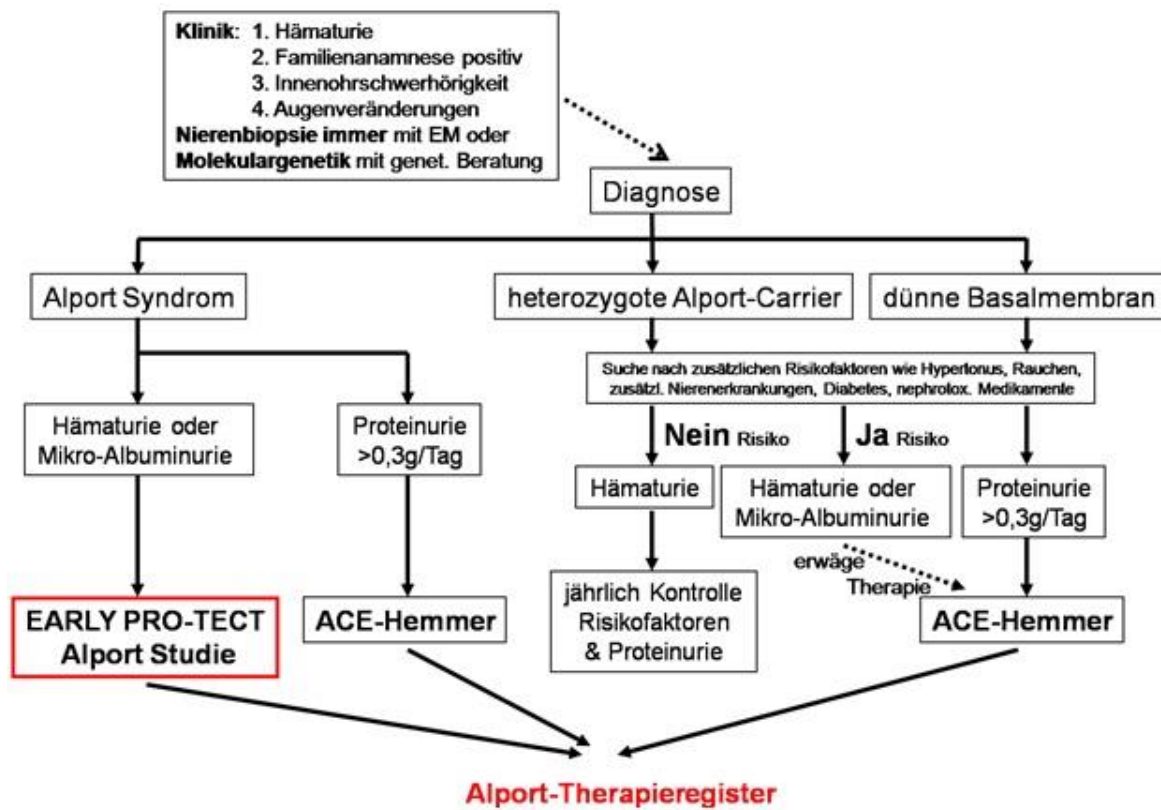 Klinik: 1. Hämaturie
2. Familienanamnese positiv
3. Innenohrschwerhörigkeit
4. Augenveränderungen
Nierenbiopsie immer mit EM oder
Molekulargenetik mit genet. Beratung
Diagnose
Alport Syndrom
heterozygote Alport-Carrier
dünne Basalmembran
Suche nach zusätzlichen Risikofaktoren wie Hypertonus, Rauchen,
zusätzl. Nierenerkrankungen, Diabetes, nephrotox. Medikamente
Hämaturie oder
Mikro-Albuminurie
Proteinurie
>0,3g/Tag
Nein Risiko
Ja Risiko
Hämaturie
Hämaturie oder
Mikro-Albuminurie
Proteinurie
>0,3g/Tag
erwäge
Therapie
EARLY PRO-TECT
Alport Studie
ACE-Hemmer
jährlich Kontrolle
Risikofaktoren
& Proteinurie
ACE-Hemmer
Alport-Therapieregister